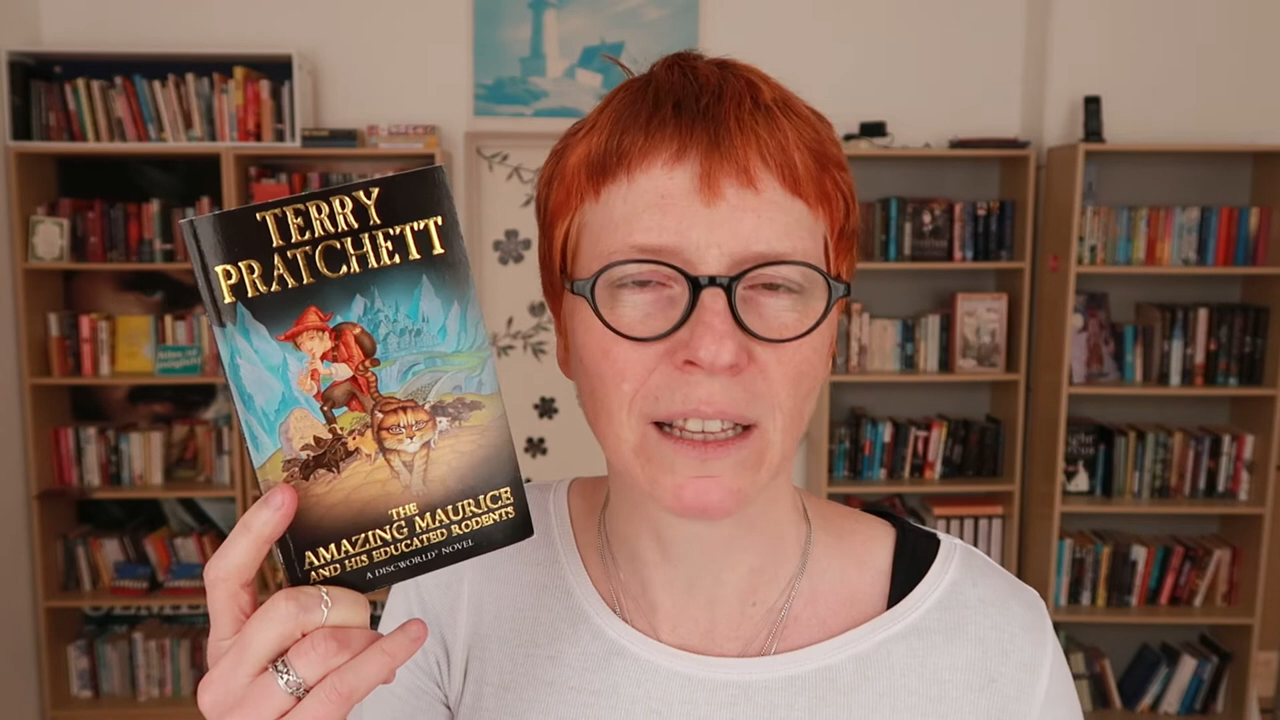 TERRY
PRATCHETT
THE
AMAZING MAURICE
AND HIS EDUCATED RODENTS
A DISCWORLD® NOVEL